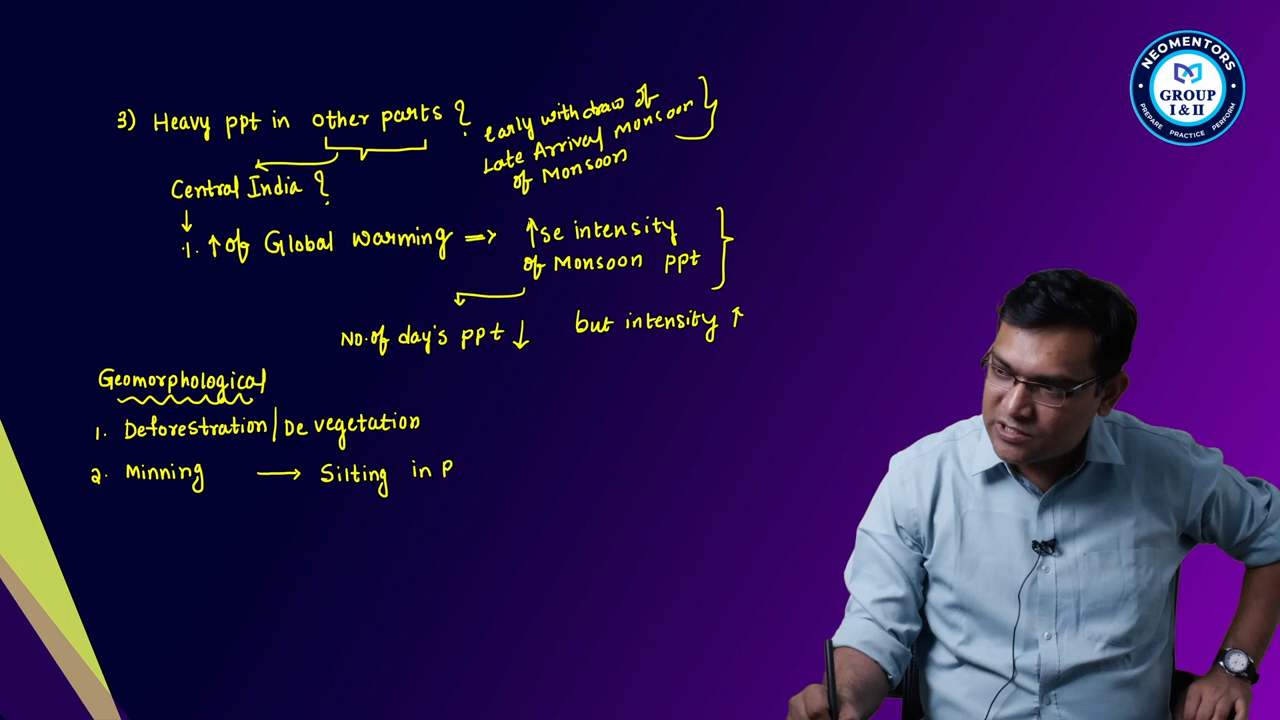 3) Heavy ppt in other parts ?
early withdraw of
Late Arrival monsoon
of Monsoon
Central India ?
1. ↑ of Global warming ⇒ ↑se intensity
of Monsoon ppt
No. of day's ppt ↓ but intensity ↑
Geomorphological
1. Deforestration / De vegetation
2. Minning → Silting in P
NEOMENTORS
GROUP
I & II
PREPARE PRACTICE PERFORM